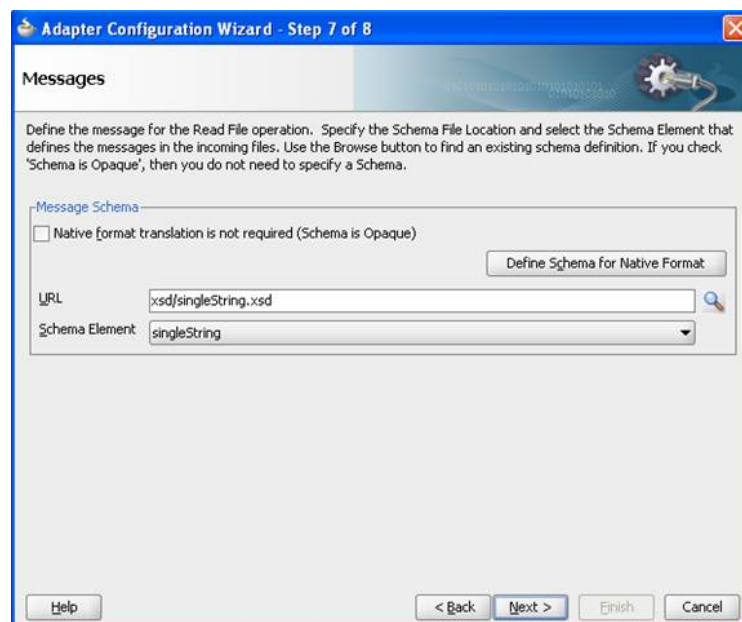 Adapter Configuration Wizard - Step 7 of 8
Messages
Define the message for the Read File operation. Specify the Schema File Location and select the Schema Element that
defines the messages in the incoming files. Use the Browse button to find an existing schema definition. If you check
'Schema is Opaque', then you do not need to specify a Schema.
Message Schema
Native format translation is not required (Schema is Opaque)
Define Schema for Native Format
URL xsd/singleString.xsd
Schema Element singleString
Help < Back Next > Finish Cancel